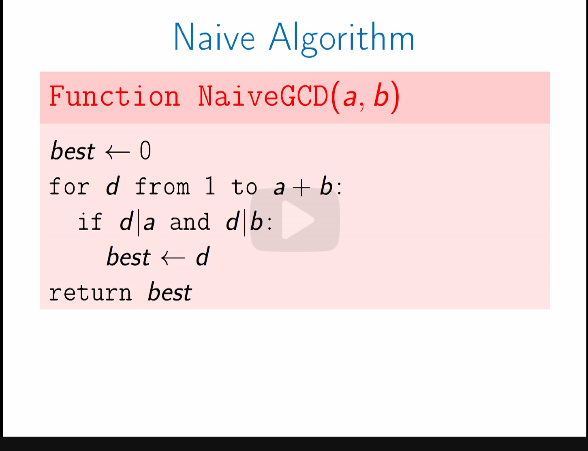 Naive Algorithm
Function NaiveGCD(a, b)
best ← 0
for d from 1 to a + b:
if d|a and d|b:
best ← d
return best